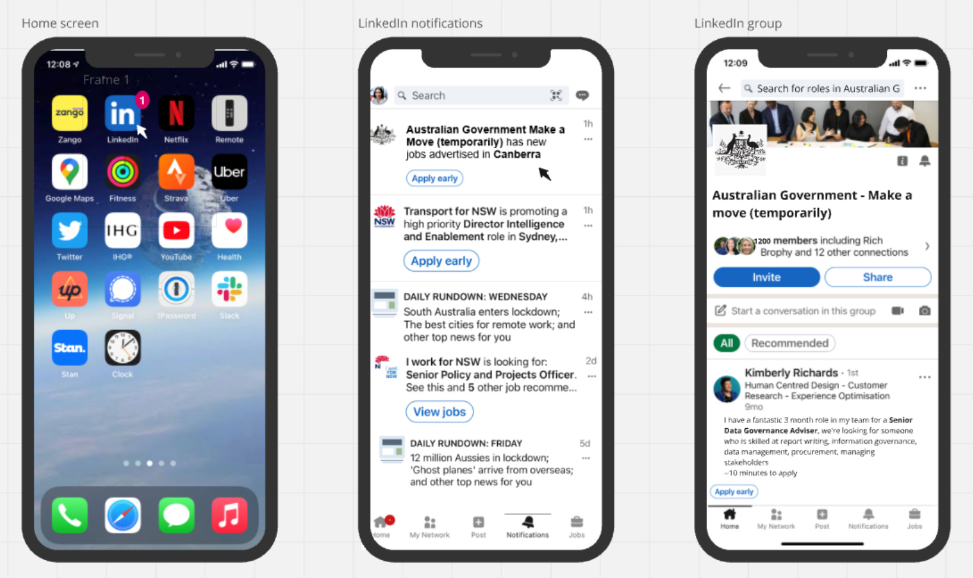 Home screen
LinkedIn notifications
LinkedIn group
12:08
Frame 1
zango
in
1
Zango
LinkedIn
Netflix
Remote
Uber
Google Maps
Fitness
Strava
Uber
IHG
Twitter
IHG®
YouTube
Health
up
Up
Signal
1Password
Slack
Stan.
Stan
Clock
Search
Australian Government Make a
1h
Move (temporarily) has new
jobs advertised in Canberra
Apply early
NSW
Transport for NSW is promoting a
1h
high priority Director Intelligence
and Enablement role in Sydney,...
Apply early
DAILY RUNDOWN: WEDNESDAY
4h
South Australia enters lockdown;
The best cities for remote work; and
other top news for you
I work for NSW is looking for:
2d
Senior Policy and Projects Officer.
See this and 5 other job recomme...
View jobs
DAILY RUNDOWN: FRIDAY
5d
12 million Aussies in lockdown;
'Ghost planes' arrive from overseas;
and other top news for you
Home
My Network
Post
Notifications
Jobs
12:09
Search for roles in Australian G
Australian Government - Make a
move (temporarily)
1200 members including Rich
Brophy and 12 other connections
Invite
Share
Start a conversation in this group
All
Recommended
Kimberly Richards - 1st
Human Centred Design - Customer
Research - Experience Optimisation
9mo
I have a fantastic 3 month role in my team for a Senior
Data Governance Adviser, we're looking for someone
who is skilled at report writing, information governance,
data management, procurement, managing
stakeholders
~10 minutes to apply
Apply early
Home
My Network
Post
Notifications
Jobs